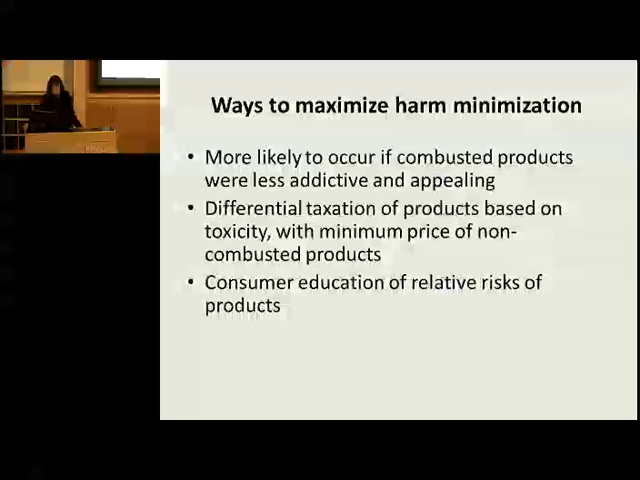 Ways to maximize harm minimization
• More likely to occur if combusted products
were less addictive and appealing
• Differential taxation of products based on
toxicity, with minimum price of non-
combusted products
• Consumer education of relative risks of
products